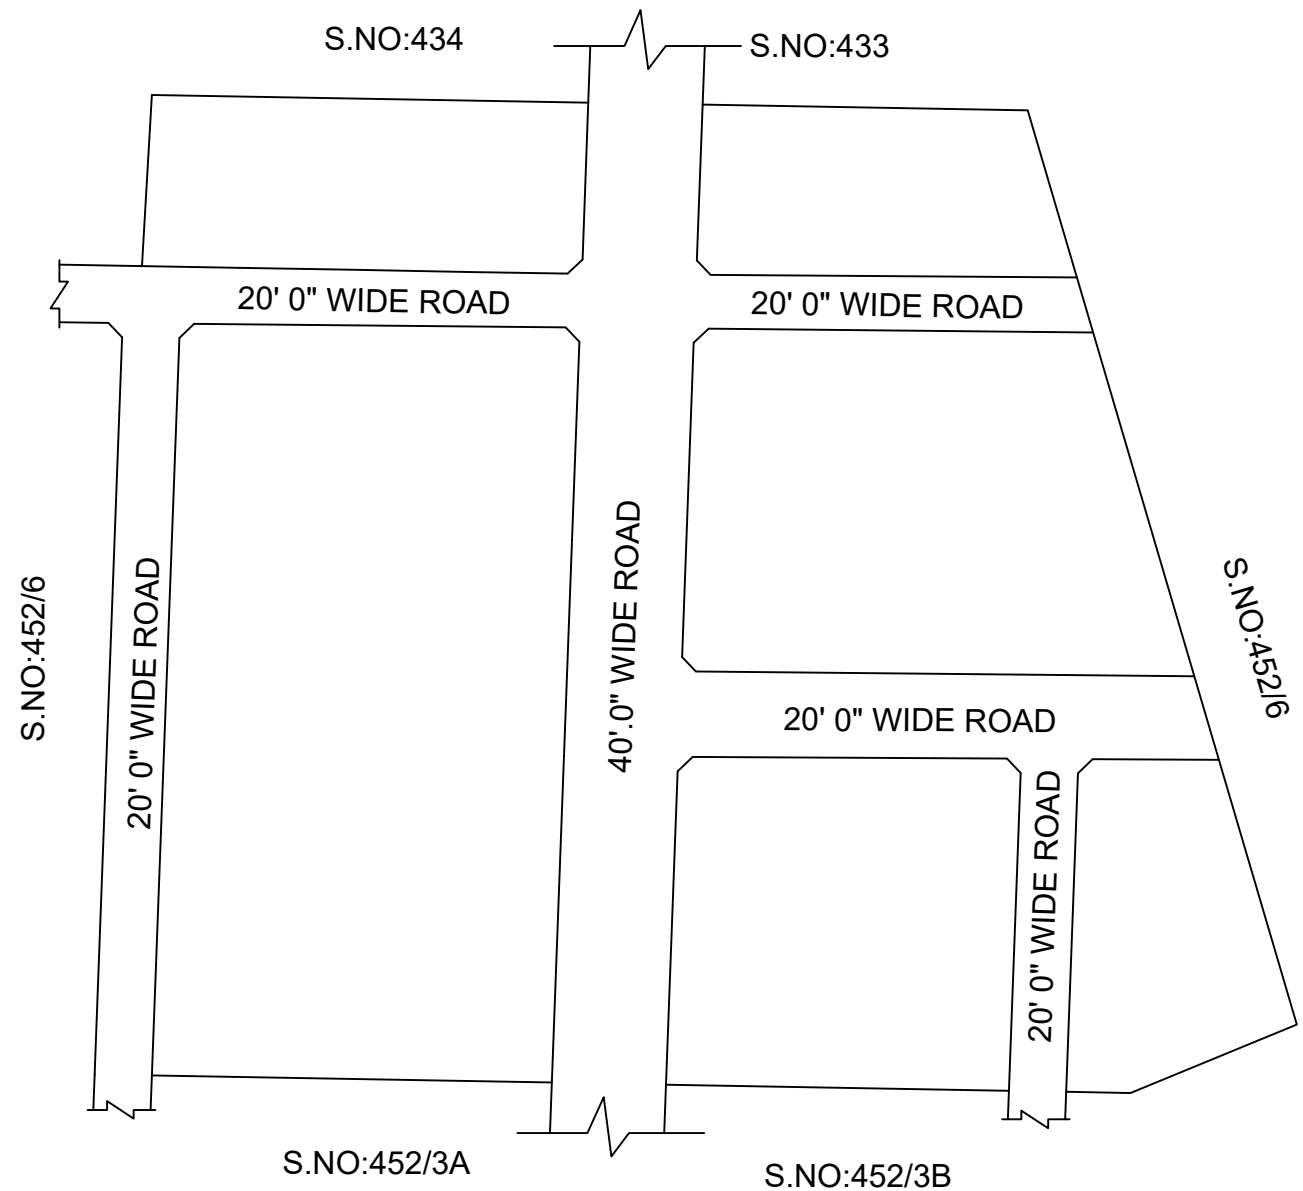 S.NO:434
S.NO:433
20' 0" WIDE ROAD
20' 0" WIDE ROAD
S.NO:452/6
20' 0" WIDE ROAD
40'.0" WIDE ROAD
S.NO:452/6
20' 0" WIDE ROAD
20' 0" WIDE ROAD
S.NO:452/3A
S.NO:452/3B